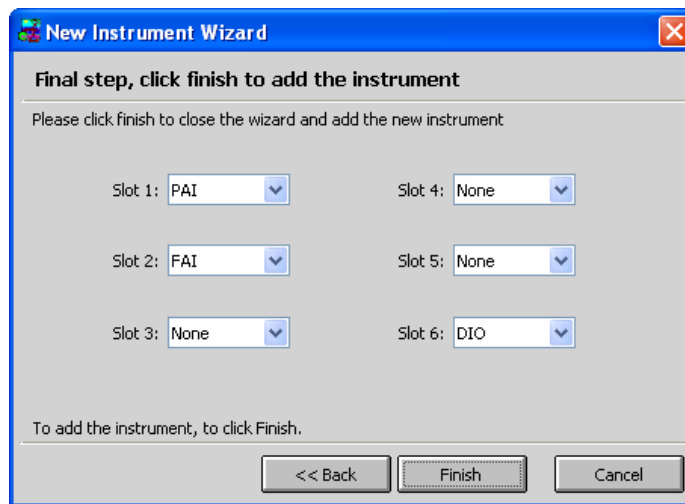 New Instrument Wizard
Final step, click finish to add the instrument
Please click finish to close the wizard and add the new instrument
Slot 1: PAI Slot 4: None
Slot 2: FAI Slot 5: None
Slot 3: None Slot 6: DIO
To add the instrument, to click Finish.
<< Back Finish Cancel